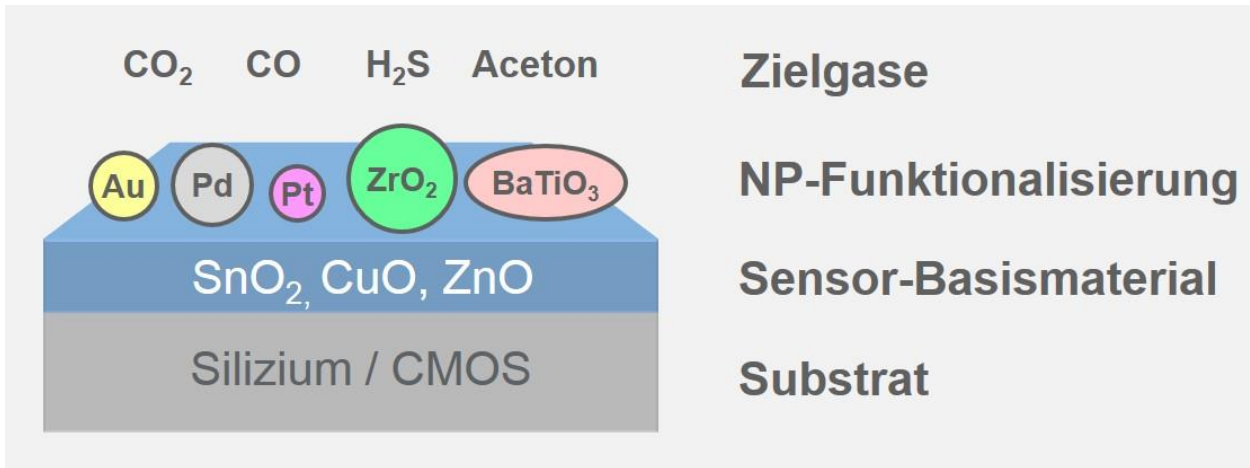 CO₂ CO H₂S Aceton Zielgase
Au Pd Pt ZrO₂ BaTiO₃ NP-Funktionalisierung
SnO₂, CuO, ZnO Sensor-Basismaterial
Silizium / CMOS Substrat